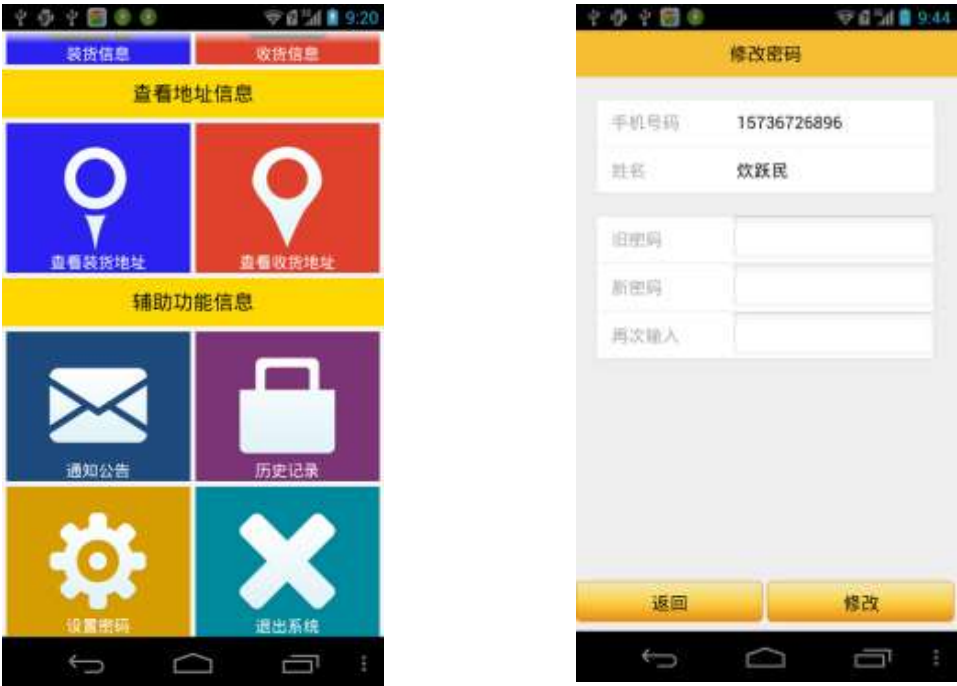 9:20
装货信息
收货信息
查看地址信息
查看装货地址
查看收货地址
辅助功能信息
通知公告
历史记录
设置密码
退出系统
9:44
修改密码
手机号码 15736726896
姓名 炊跃民
旧密码
新密码
再次输入
返回
修改